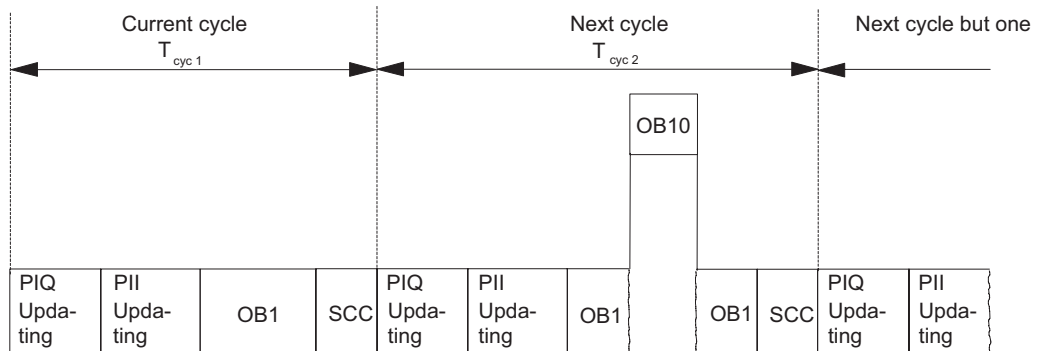 Current cycle
Next cycle
Next cycle but one
T cyc 1
T cyc 2
OB10
PIQ
Upda-
ting
PII
Upda-
ting
OB1
SCC
PIQ
Upda-
ting
PII
Upda-
ting
OB1
OB1
SCC
PIQ
Upda-
ting
PII
Upda-
ting